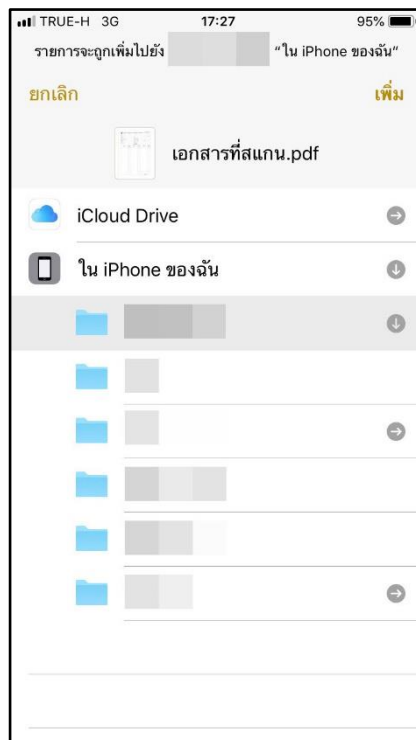 TRUE-H 3G 17:27 95%
รายการจะถูกเพิ่มไปยัง "ใน iPhone ของฉัน"
ยกเลิก เพิ่ม
เอกสารที่สแกน.pdf
iCloud Drive
ใน iPhone ของฉัน